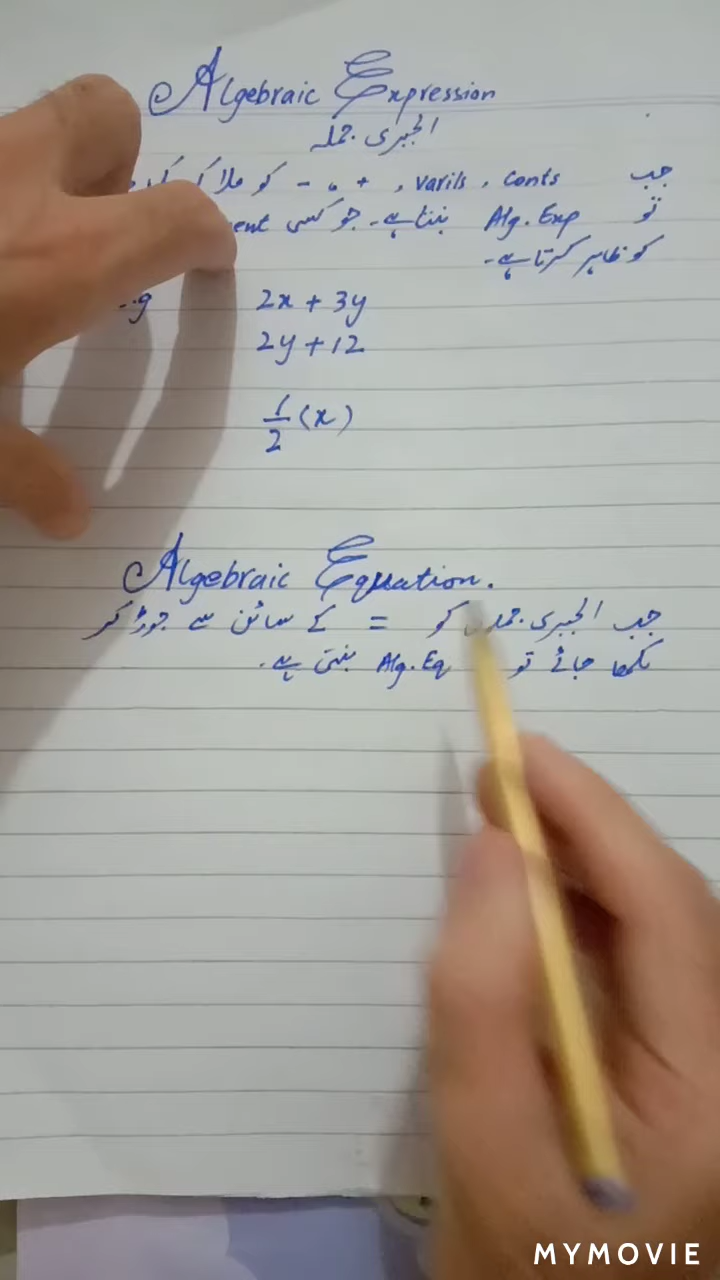 Algebraic Expression
الجبری جملہ
جب conts ، varils ، + ، - کو ملا کر
تو Alg. Exp بنتا ہے۔ جو کسی ent
کو ظاہر کرتا ہے۔
.g 2x + 3y
2y + 12
1/2 (x)
Algebraic Equation.
جب الجبری جملہ کو = کے سائن سے جوڑ کر
لکھا جائے تو Alg. Eq بنتی ہے۔
MYMOVIE